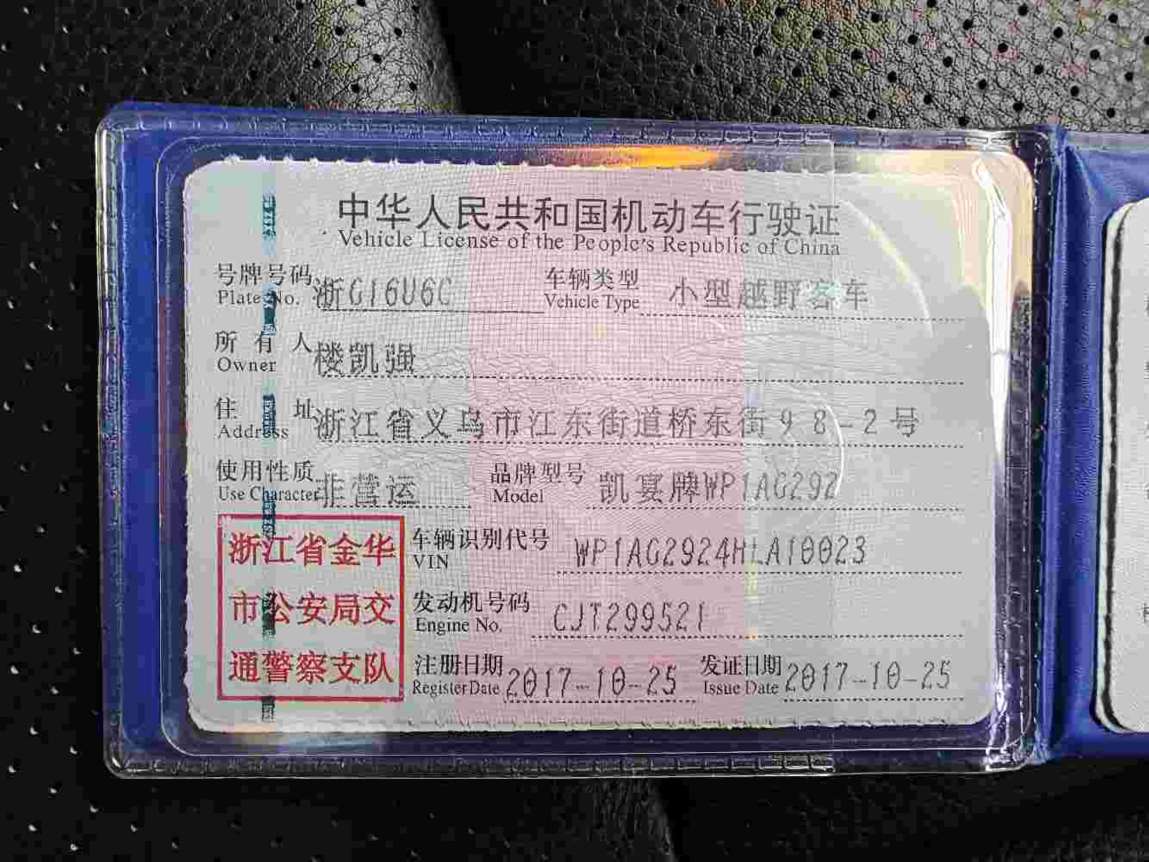 中华人民共和国机动车行驶证
Vehicle License of the People's Republic of China
号牌号码 浙G16U6C 车辆类型 小型越野客车
Plate No. Vehicle Type
所有人 楼凯强
Owner
住址 浙江省义乌市江东街道桥东街98-2号
Address
使用性质 非营运 品牌型号 凯宴牌WP1AG292
Use Character Model
浙江省金华
市公安局交
通警察支队
车辆识别代号 WP1AG2924HLA10023
VIN
发动机号码 CJT299521
Engine No.
注册日期 2017-10-25 发证日期 2017-10-25
Register Date Issue Date